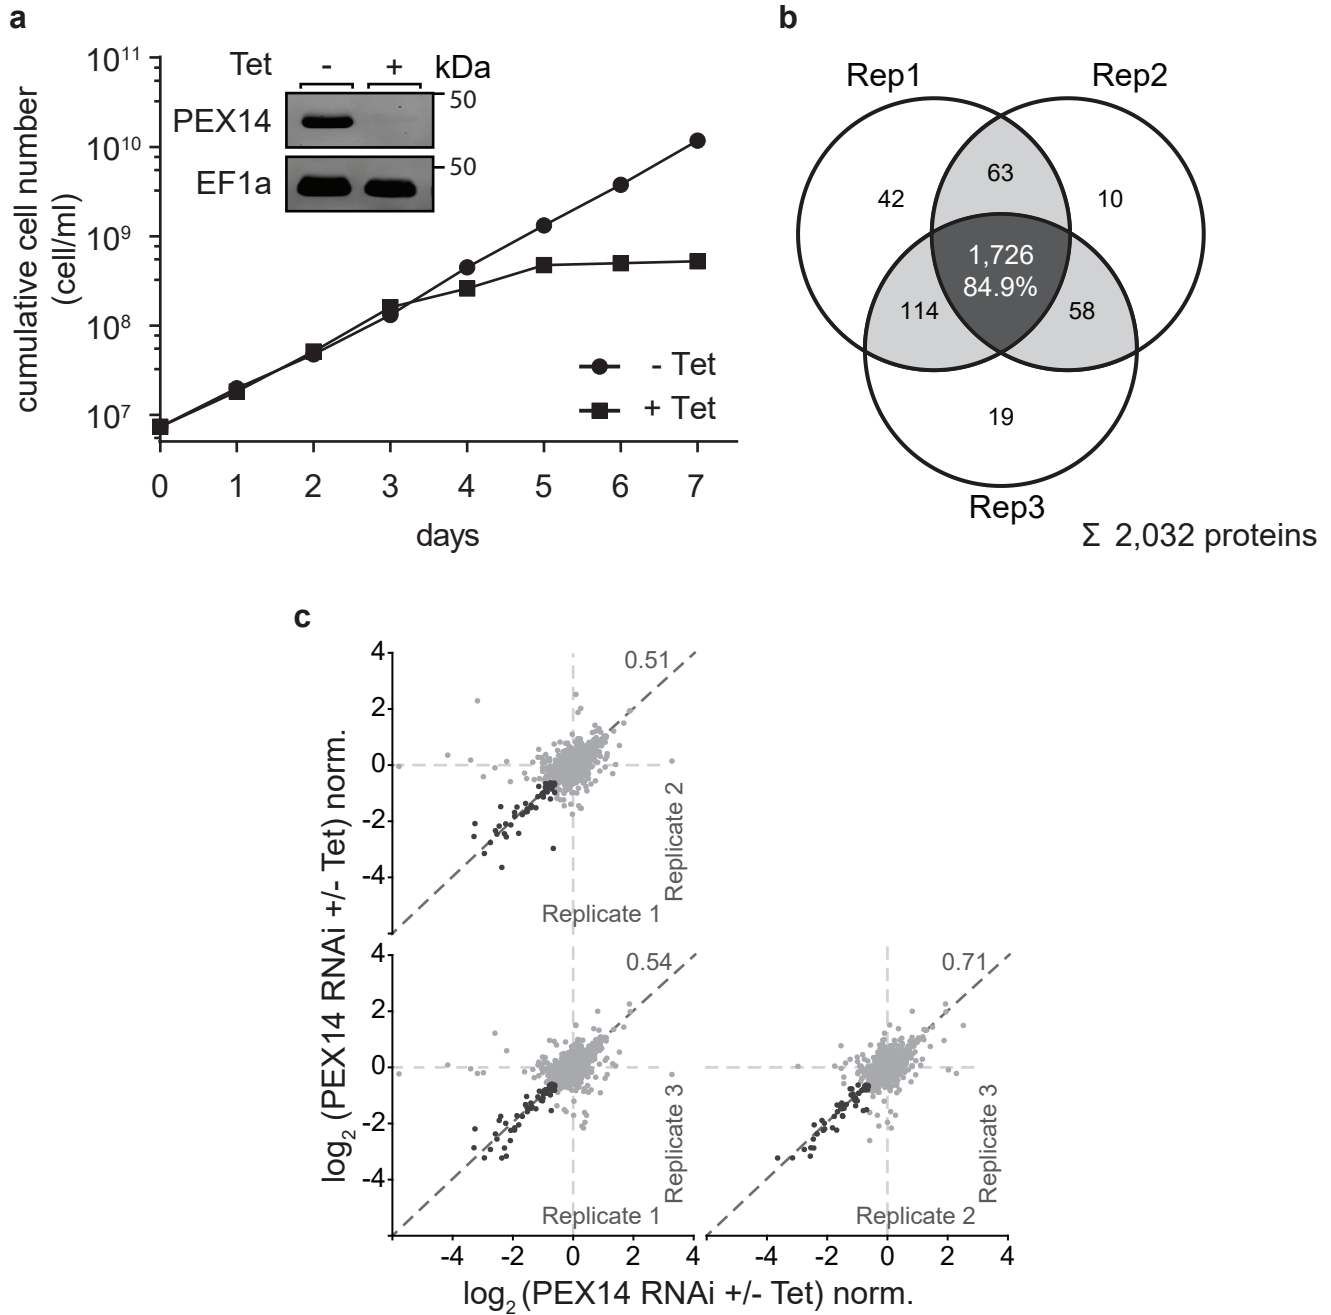 a
Tet - + kDa
PEX14
50
EF1a
50
10¹¹
10¹⁰
10⁹
10⁸
10⁷
cumulative cell number
(cell/ml)
- Tet
+ Tet
0 1 2 3 4 5 6 7
days
b
Rep1 Rep2
63
42 10
1,726
84.9%
114 58
19
Rep3
Σ 2,032 proteins
c
log₂ (PEX14 RNAi +/- Tet) norm.
4
2
0
-2
-4
0.51
Replicate 2
Replicate 1
4
2
0
-2
-4
0.54
Replicate 3
Replicate 1
0.71
Replicate 3
Replicate 2
-4 -2 0 2 4
-4 -2 0 2 4
log₂ (PEX14 RNAi +/- Tet) norm.